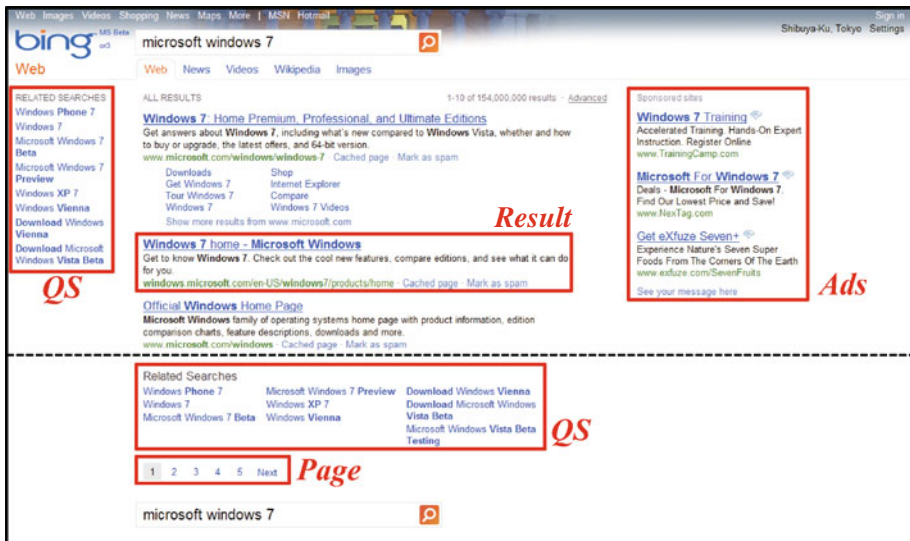 Web Images Videos Shopping News Maps More | MSN Hotmail
Sign in
Shibuya-Ku, Tokyo Settings
bing MS Beta
microsoft windows 7
Web
Web News Videos Wikipedia Images
RELATED SEARCHES
Windows Phone 7
Windows 7
Microsoft Windows 7
Beta
Microsoft Windows 7
Preview
Windows XP 7
Windows Vienna
Download Windows
Vienna
Download Microsoft
Windows Vista Beta
QS
ALL RESULTS
1-10 of 154,000,000 results · Advanced
Windows 7: Home Premium, Professional, and Ultimate Editions
Get answers about Windows 7, including what's new compared to Windows Vista, whether and how
to buy or upgrade, the latest offers, and 64-bit version.
www.microsoft.com/windows/windows-7 · Cached page · Mark as spam
Downloads Shop
Get Windows 7 Internet Explorer
Tour Windows 7 Compare
Windows 7 Windows 7 Videos
Show more results from www.microsoft.com
Result
Windows 7 home - Microsoft Windows
Get to know Windows 7. Check out the cool new features, compare editions, and see what it can do
for you.
windows.microsoft.com/en-US/windows7/products/home · Cached page · Mark as spam
Official Windows Home Page
Microsoft Windows family of operating systems home page with product information, edition
comparison charts, feature descriptions, downloads and more.
www.microsoft.com/windows · Cached page · Mark as spam
Sponsored sites
Windows 7 Training
Accelerated Training. Hands-On Expert
Instruction. Register Online
www.TrainingCamp.com
Microsoft For Windows 7
Deals - Microsoft For Windows 7.
Find Our Lowest Price and Save!
www.NexTag.com
Get eXfuze Seven+
Experience Nature's Seven Super
Foods From The Corners Of The Earth
www.exfuze.com/SevenFruits
See your message here
Ads
Related Searches
Windows Phone 7 Microsoft Windows 7 Preview Download Windows Vienna
Windows 7 Windows XP 7 Download Microsoft Windows
Microsoft Windows 7 Beta Windows Vienna Vista Beta
Microsoft Windows Vista Beta
Testing
QS
1 2 3 4 5 Next
Page
microsoft windows 7